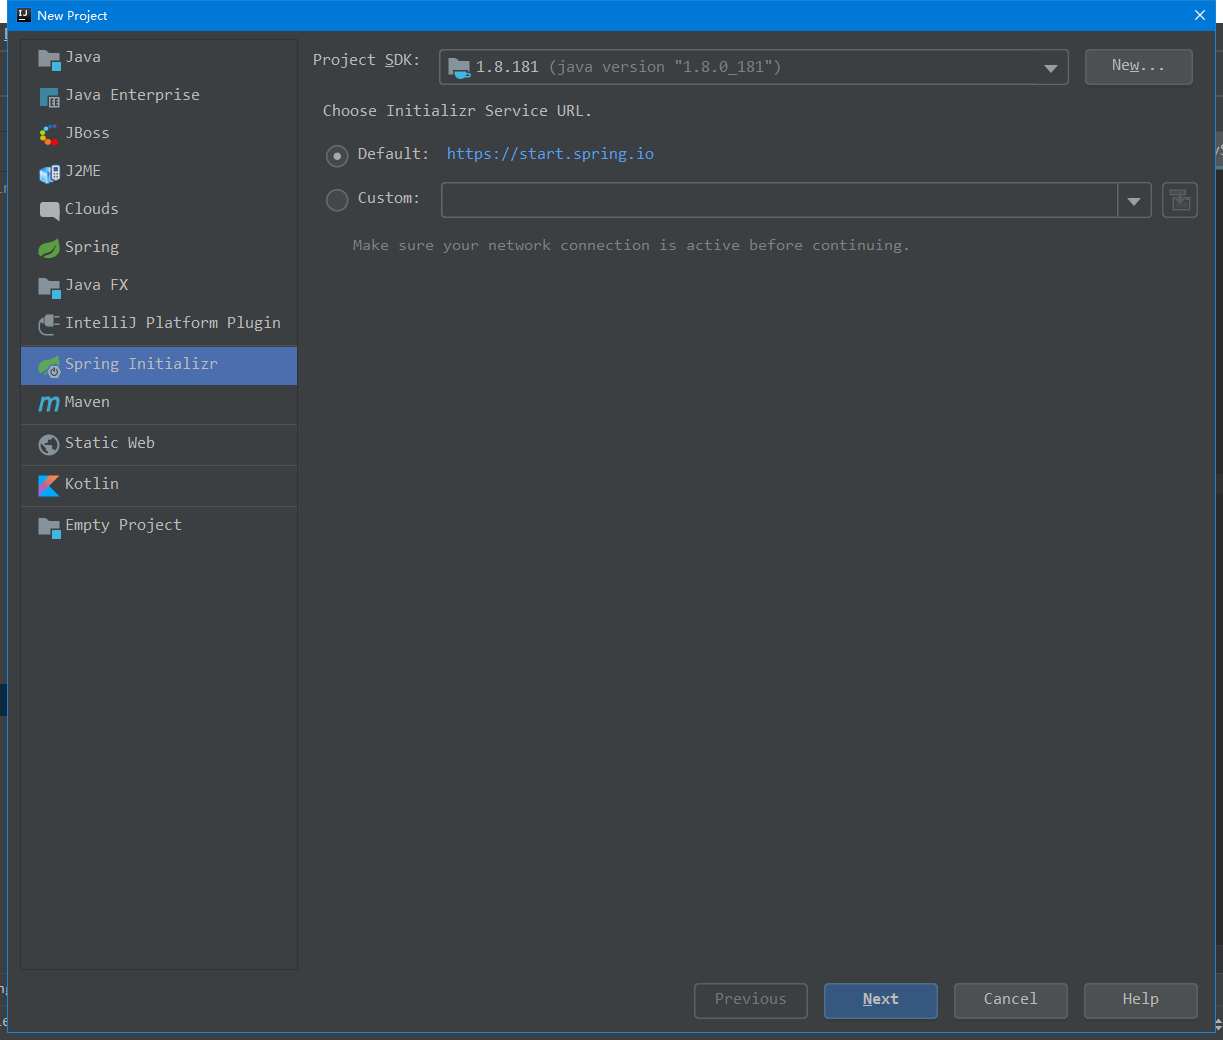 New Project
Java
Java Enterprise
JBoss
J2ME
Clouds
Spring
Java FX
IntelliJ Platform Plugin
Spring Initializr
Maven
Static Web
Kotlin
Empty Project
Project SDK: 1.8.181 (java version "1.8.0_181") New...
Choose Initializr Service URL.
Default: https://start.spring.io
Custom:
Make sure your network connection is active before continuing.
Previous Next Cancel Help